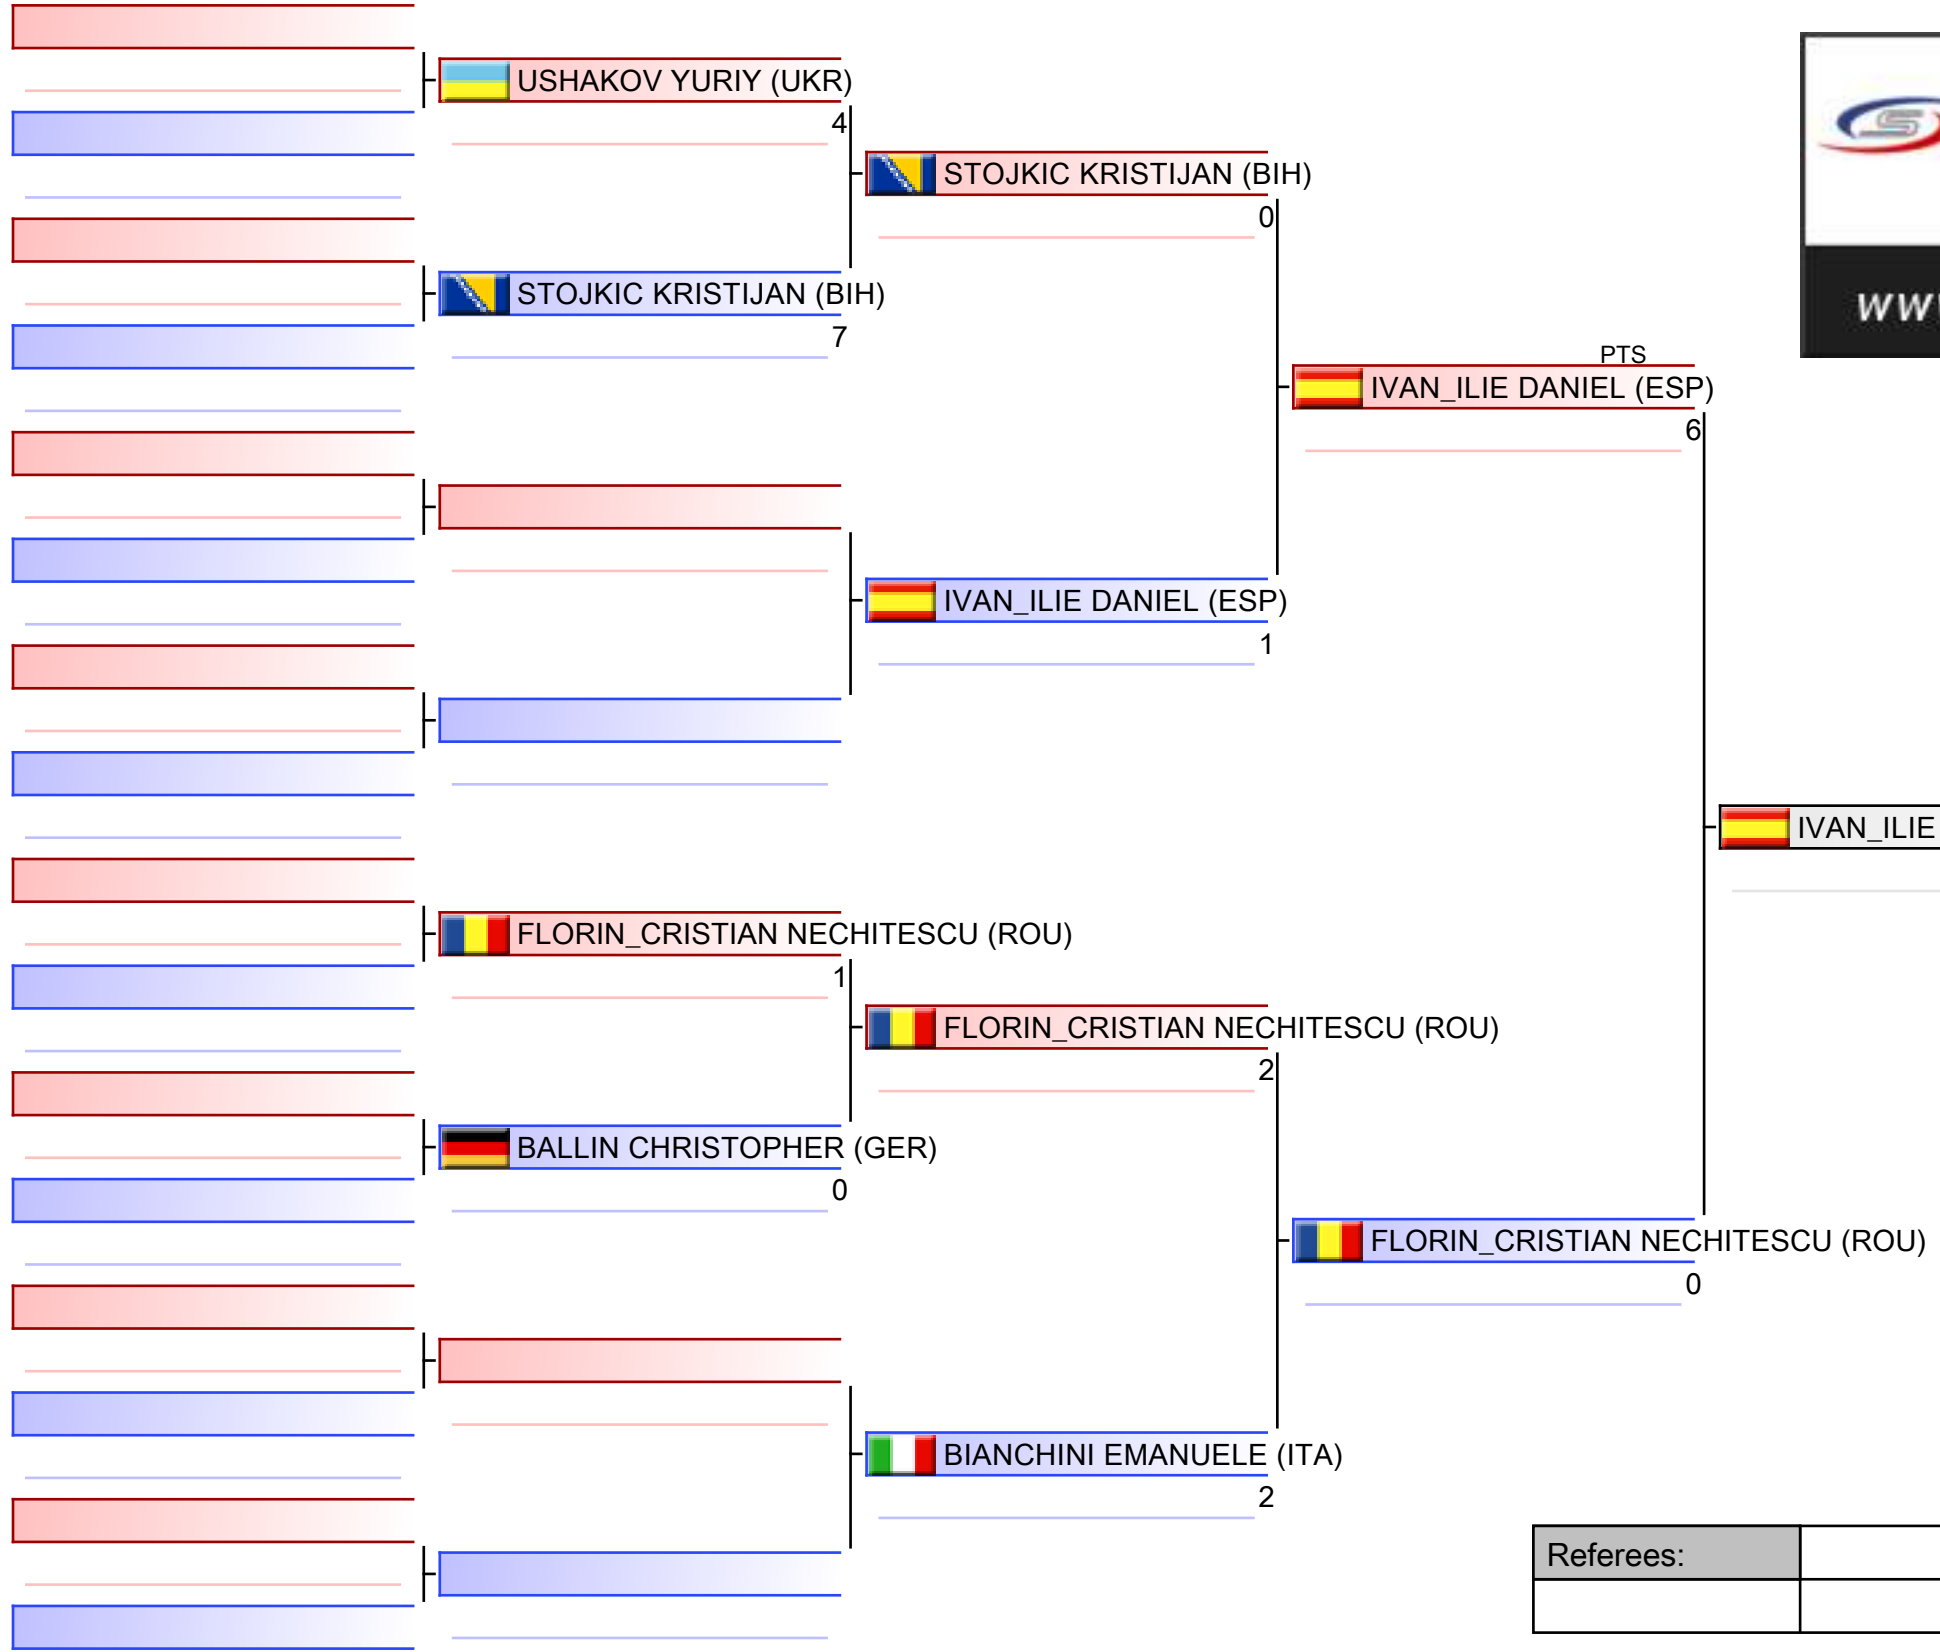 USHAKOV YURIY (UKR)
4
STOJKIC KRISTIJAN (BIH)
0
STOJKIC KRISTIJAN (BIH)
7
PTS
IVAN_ILIE DANIEL (ESP)
6
IVAN_ILIE DANIEL (ESP)
1
IVAN_ILIE
FLORIN_CRISTIAN NECHITESCU (ROU)
1
FLORIN_CRISTIAN NECHITESCU (ROU)
2
BALLIN CHRISTOPHER (GER)
0
FLORIN_CRISTIAN NECHITESCU (ROU)
0
BIANCHINI EMANUELE (ITA)
2
Referees: